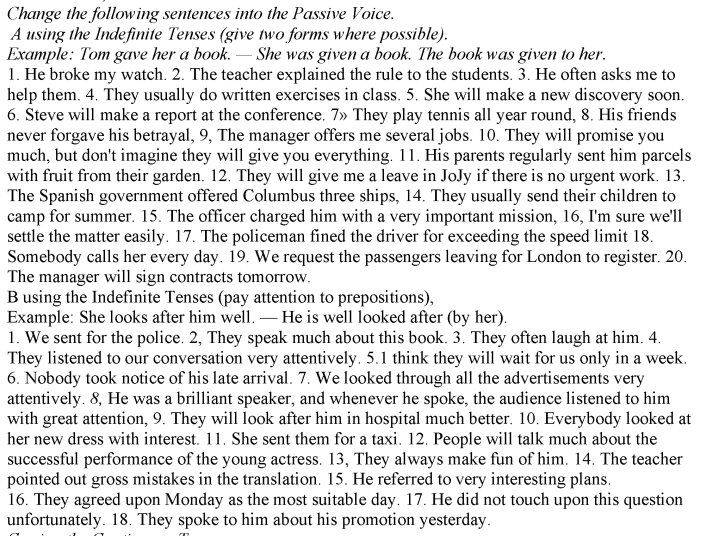 Change the following sentences into the Passive Voice.
A using the Indefinite Tenses (give two forms where possible).
Example: Tom gave her a book. — She was given a book. The book was given to her.
1. He broke my watch. 2. The teacher explained the rule to the students. 3. He often asks me to
help them. 4. They usually do written exercises in class. 5. She will make a new discovery soon.
6. Steve will make a report at the conference. 7» They play tennis all year round, 8. His friends
never forgave his betrayal, 9, The manager offers me several jobs. 10. They will promise you
much, but don't imagine they will give you everything. 11. His parents regularly sent him parcels
with fruit from their garden. 12. They will give me a leave in JoJy if there is no urgent work. 13.
The Spanish government offered Columbus three ships, 14. They usually send their children to
camp for summer. 15. The officer charged him with a very important mission, 16, I'm sure we'll
settle the matter easily. 17. The policeman fined the driver for exceeding the speed limit 18.
Somebody calls her every day. 19. We request the passengers leaving for London to register. 20.
The manager will sign contracts tomorrow.
B using the Indefinite Tenses (pay attention to prepositions),
Example: She looks after him well. — He is well looked after (by her).
1. We sent for the police. 2, They speak much about this book. 3. They often laugh at him. 4.
They listened to our conversation very attentively. 5.1 think they will wait for us only in a week.
6. Nobody took notice of his late arrival. 7. We looked through all the advertisements very
attentively. 8, He was a brilliant speaker, and whenever he spoke, the audience listened to him
with great attention, 9. They will look after him in hospital much better. 10. Everybody looked at
her new dress with interest. 11. She sent them for a taxi. 12. People will talk much about the
successful performance of the young actress. 13, They always make fun of him. 14. The teacher
pointed out gross mistakes in the translation. 15. He referred to very interesting plans.
16. They agreed upon Monday as the most suitable day. 17. He did not touch upon this question
unfortunately. 18. They spoke to him about his promotion yesterday.